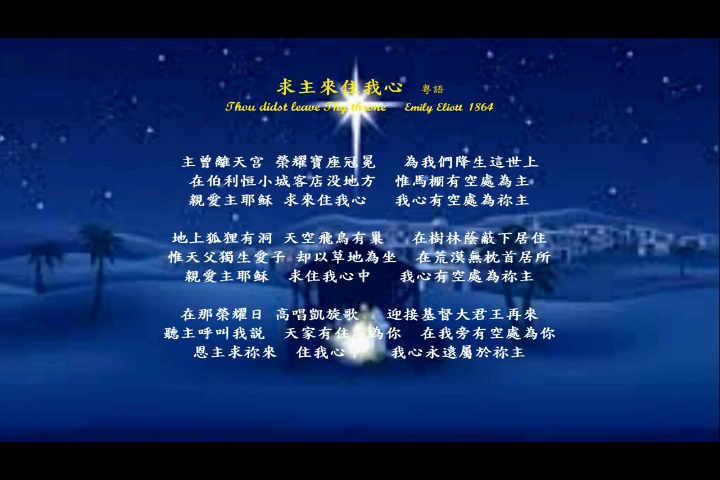 求主來住我心 粵語
Thou didst leave Thy throne Emily Eliott 1864
主曾離天宮 榮耀寶座冠冕 為我們降生這世上
在伯利恒小城客店没地方 惟馬棚有空處為主
親愛主耶穌 求來住我心 我心有空處為祢主
地上狐狸有洞 天空飛鳥有巢 在樹林蔭蔽下居住
惟天父獨生愛子 却以草地為坐 在荒漠無枕首居所
親愛主耶穌 求住我心中 我心有空處為祢主
在那榮耀日 高唱凱旋歌 迎接基督大君王再來
聽主呼叫我説 天家有住 為你 在我旁有空處為你
恩主求祢來 住我心中 我心永遠屬於祢主